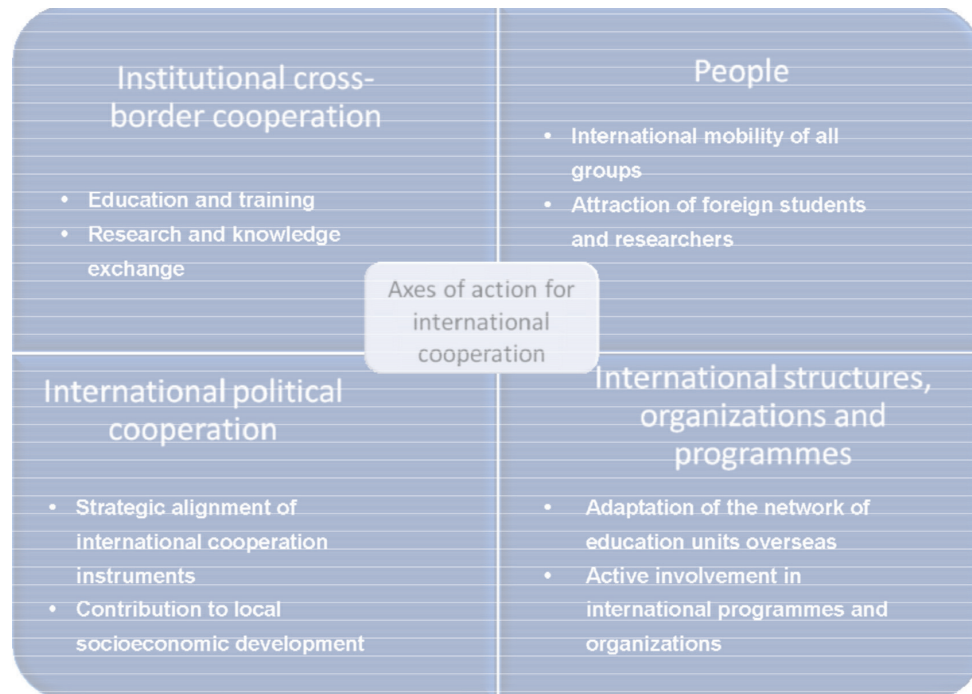 Institutional cross-
border cooperation
• Education and training
• Research and knowledge
exchange
People
• International mobility of all
groups
• Attraction of foreign students
and researchers
Axes of action for
international
cooperation
International political
cooperation
• Strategic alignment of
international cooperation
instruments
• Contribution to local
socioeconomic development
International structures,
organizations and
programmes
• Adaptation of the network of
education units overseas
• Active involvement in
international programmes and
organizations